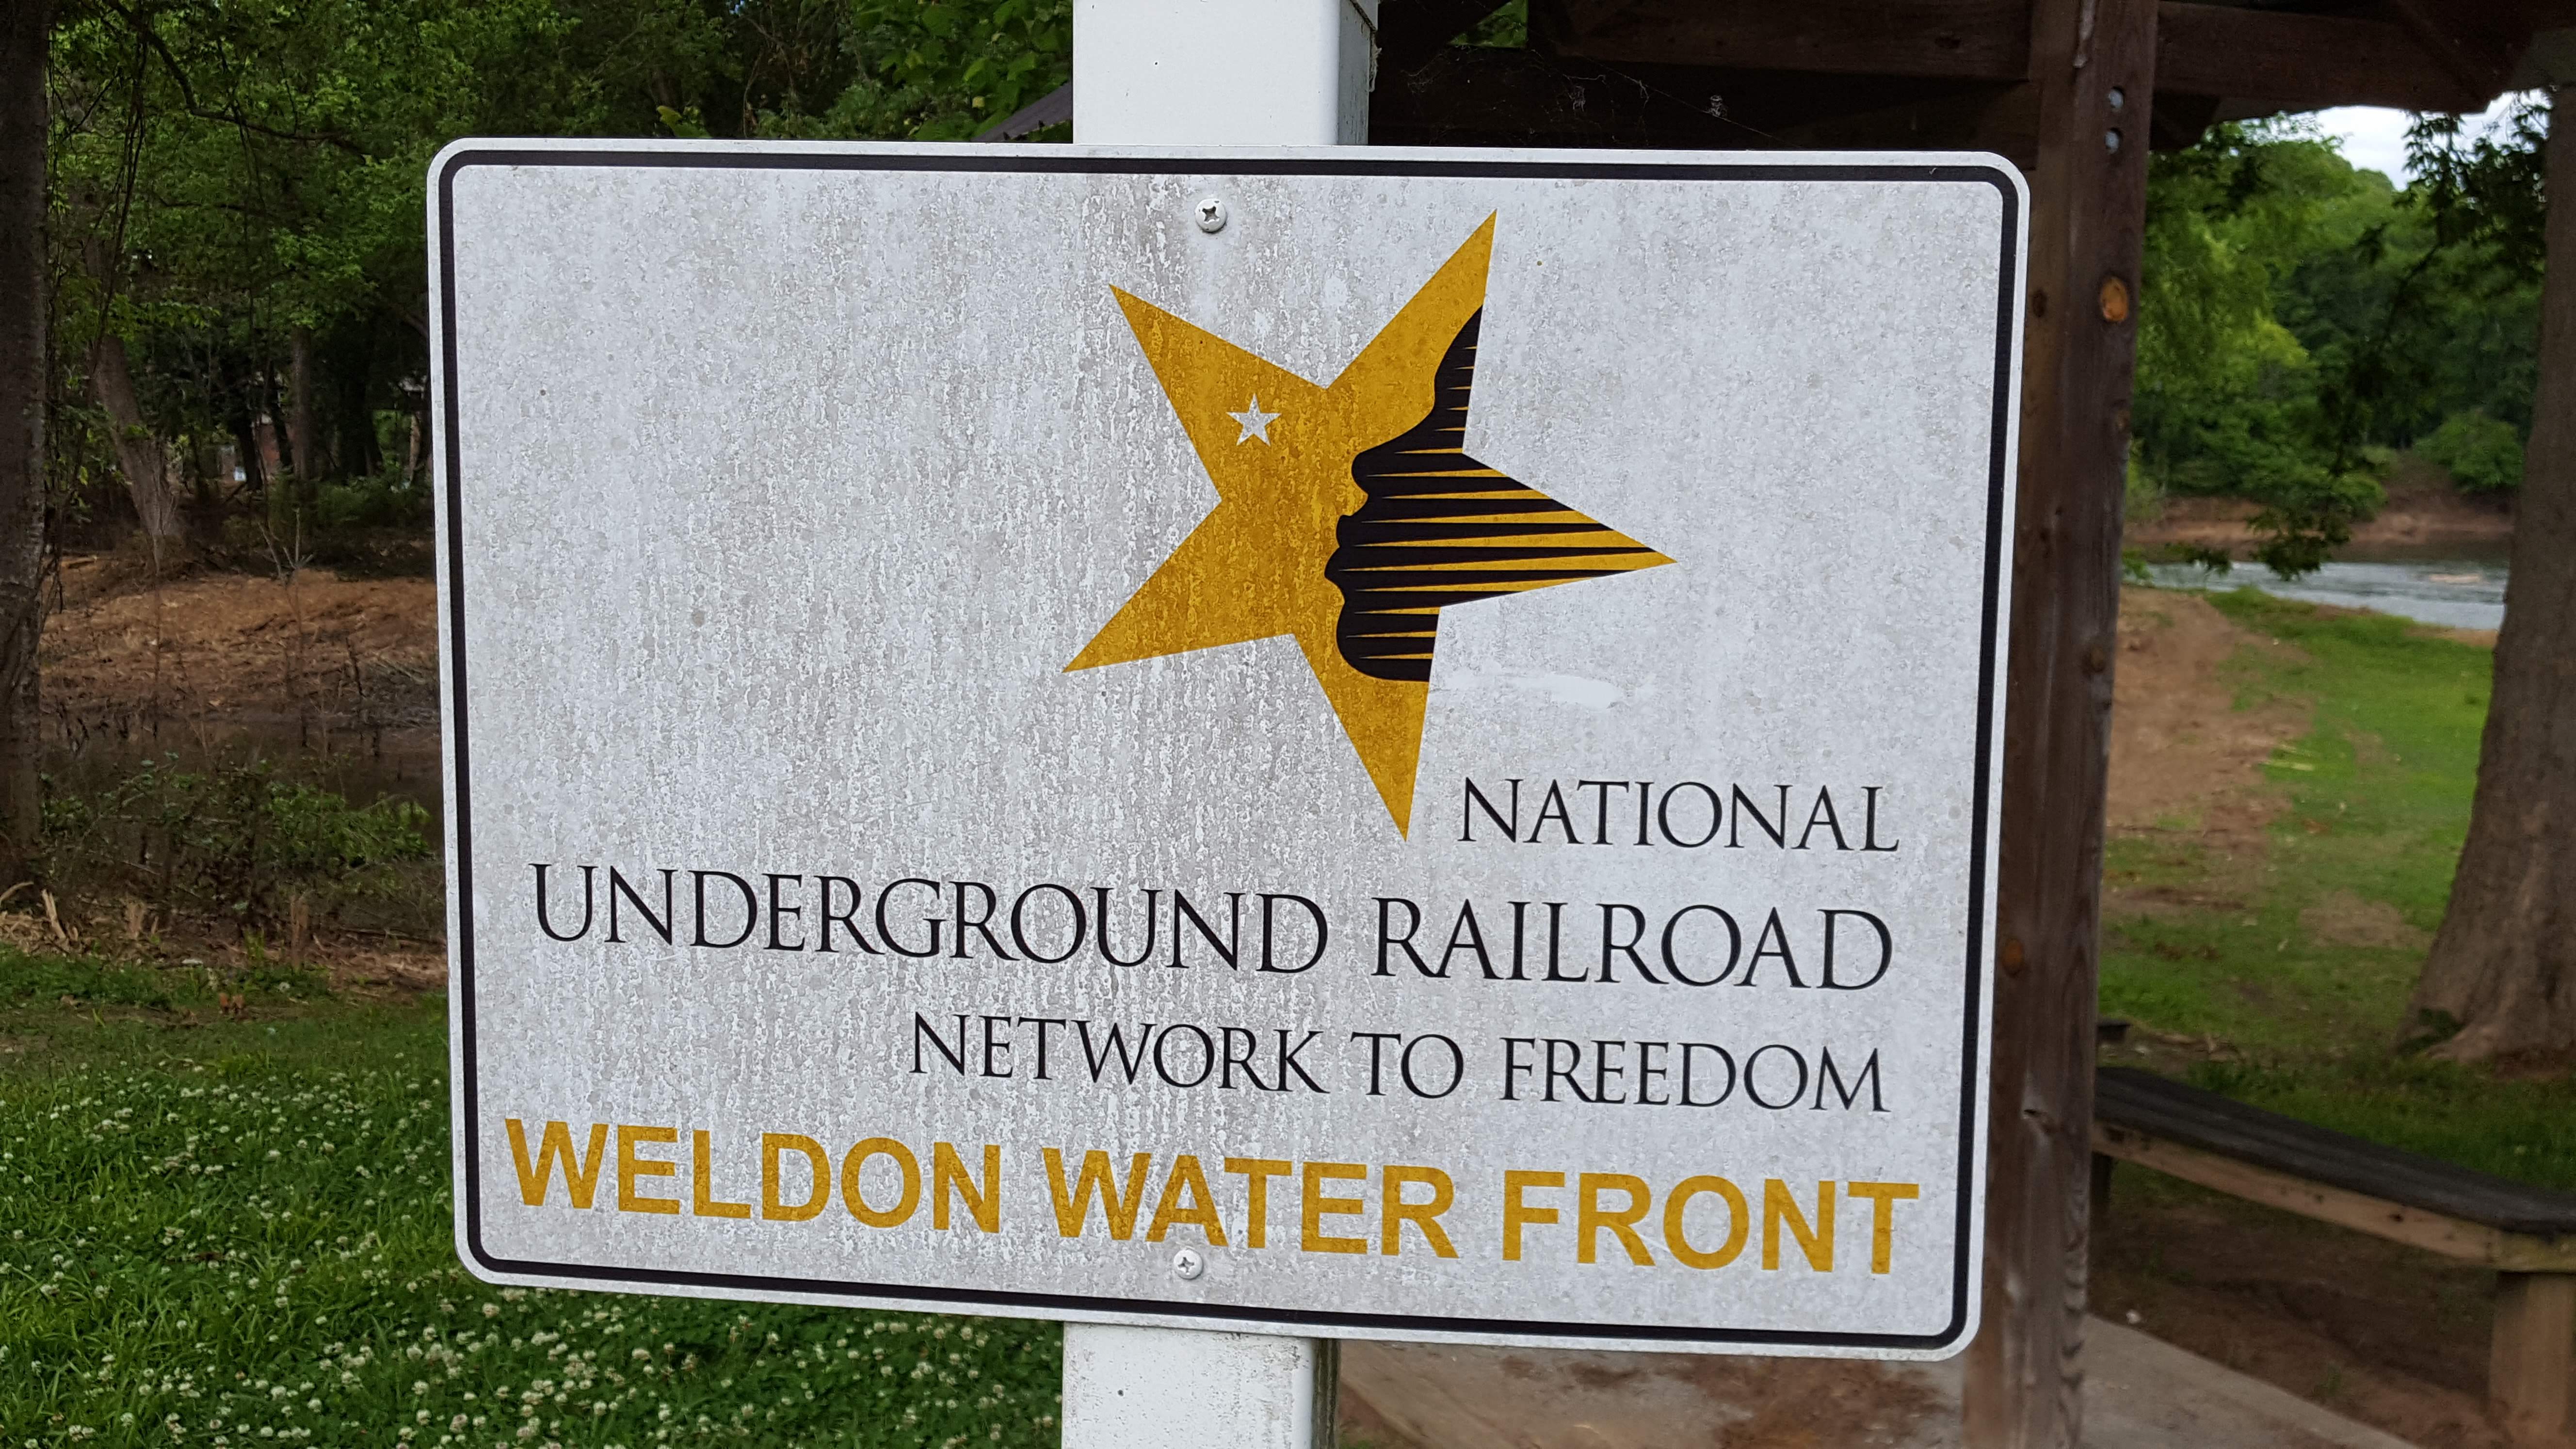 NATIONAL
UNDERGROUND RAILROAD
NETWORK TO FREEDOM
WELDON WATER FRONT